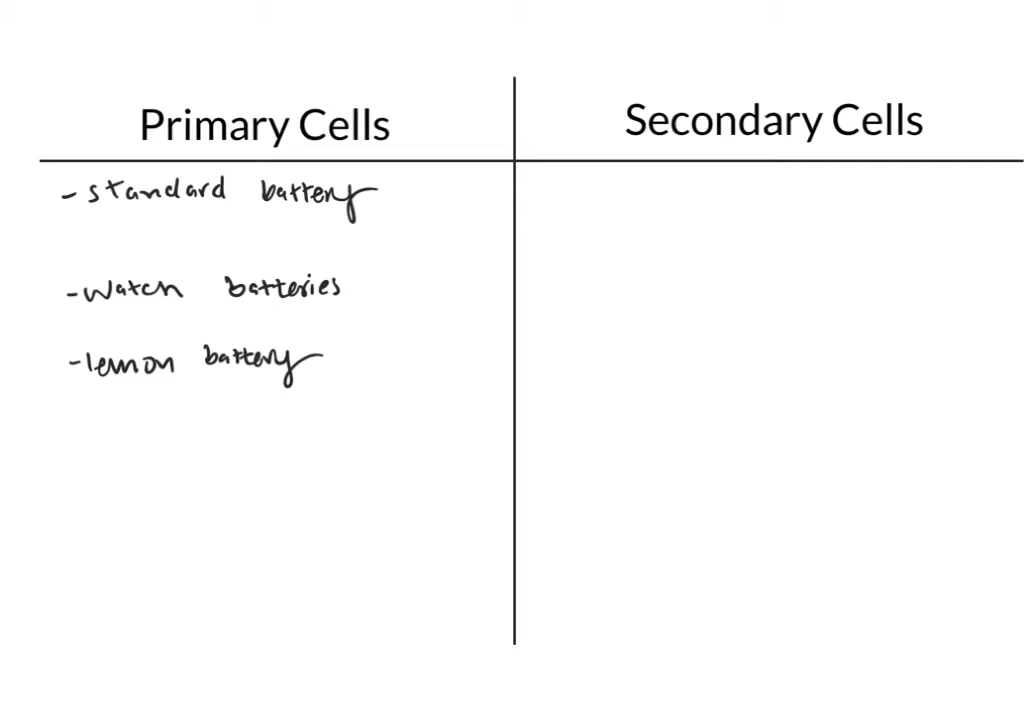 Primary Cells
Secondary Cells
- standard battery
- watch batteries
- lemon battery